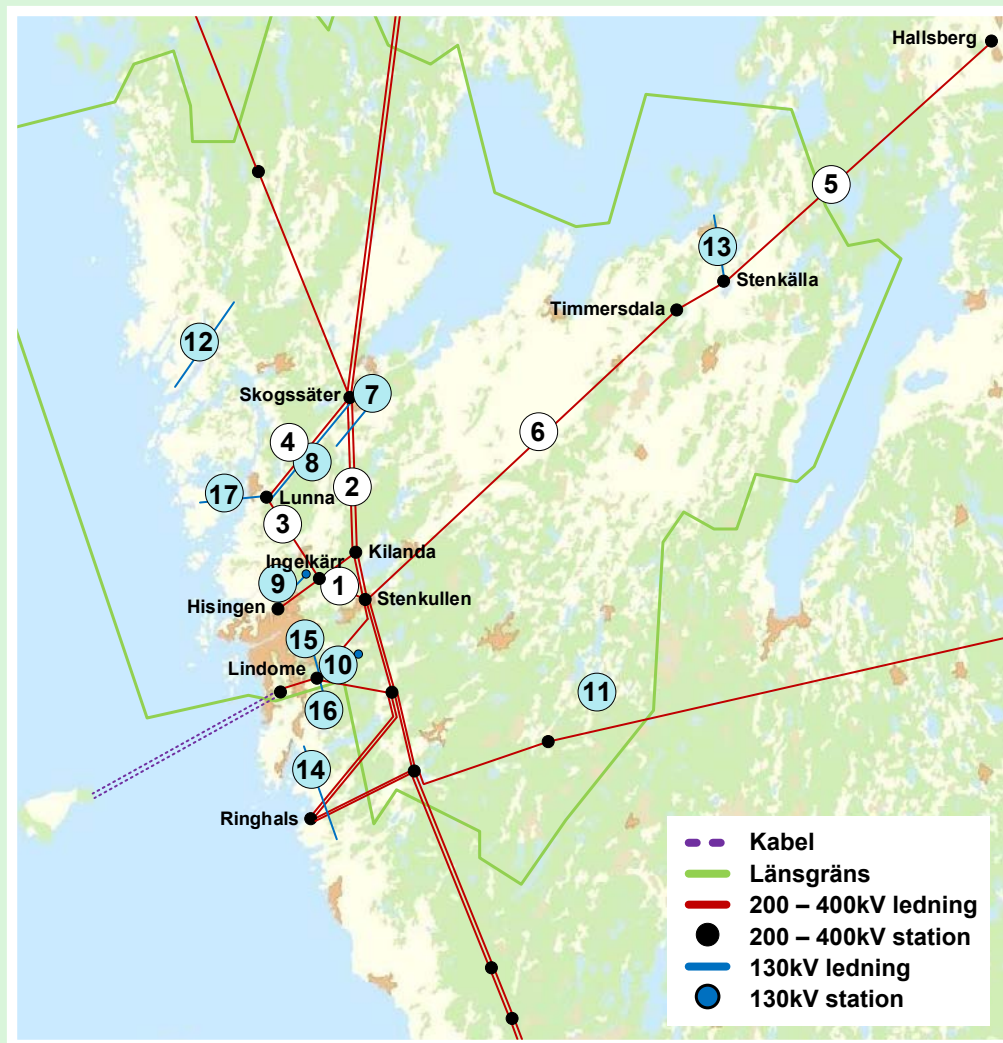 Hallsberg
5
13
Stenkälla
Timmersdala
12
Skogssäter
7
4
6
8
2
17
Lunna
3
Kilanda
Ingelkärr
9
1
Hisingen
Stenkullen
15
10
Lindome
11
16
14
Ringhals
Kabel
Länsgräns
200 – 400kV ledning
200 – 400kV station
130kV ledning
130kV station